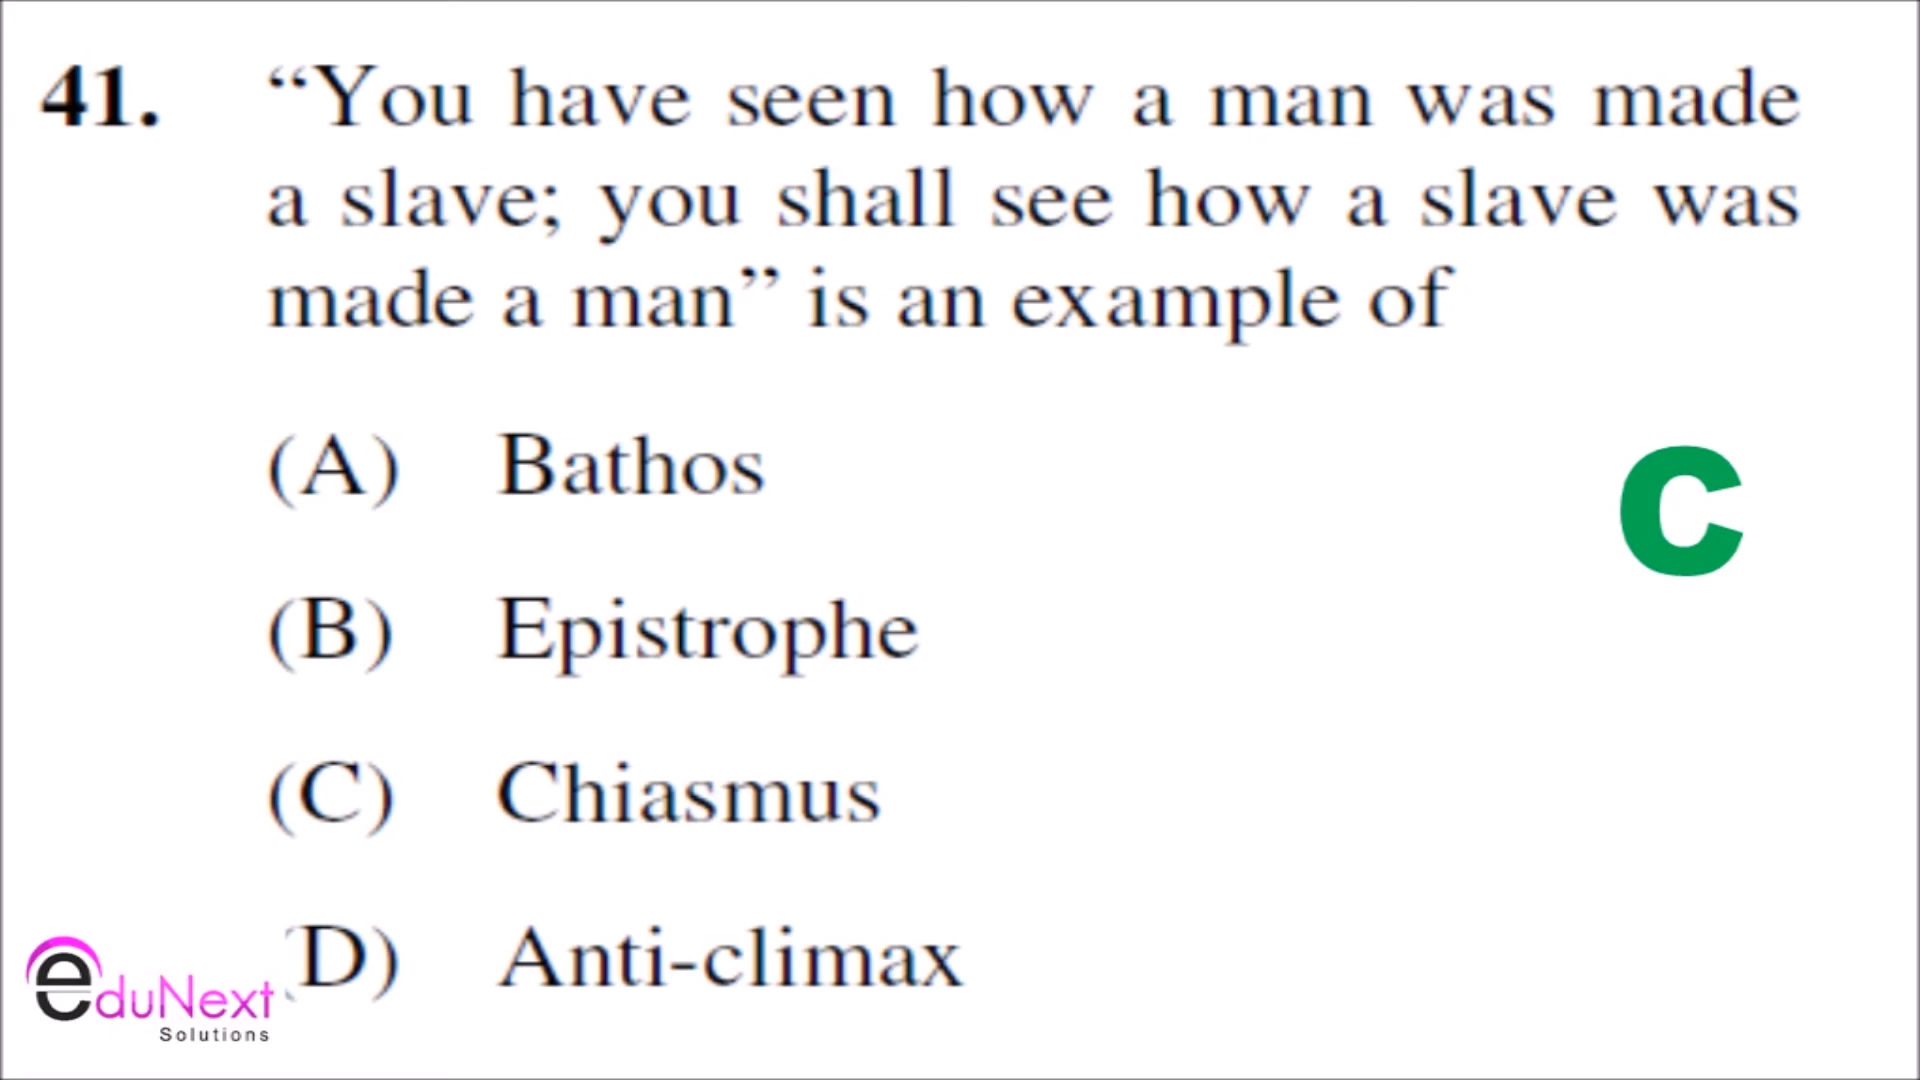 41. “You have seen how a man was made
a slave; you shall see how a slave was
made a man” is an example of
(A) Bathos
C
(B) Epistrophe
(C) Chiasmus
D) Anti-climax
eduNext
Solutions